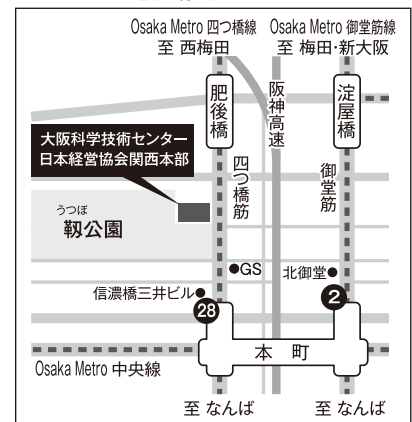 Osaka Metro 四つ橋線
至 西梅田
Osaka Metro 御堂筋線
至 梅田・新大阪
肥後橋
阪神高速
淀屋橋
大阪科学技術センター
日本経営協会関西本部
四つ橋筋
御堂筋
うつぼ
靱公園
GS
北御堂
信濃橋三井ビル
28
2
本町
Osaka Metro 中央線
至 なんば
至 なんば